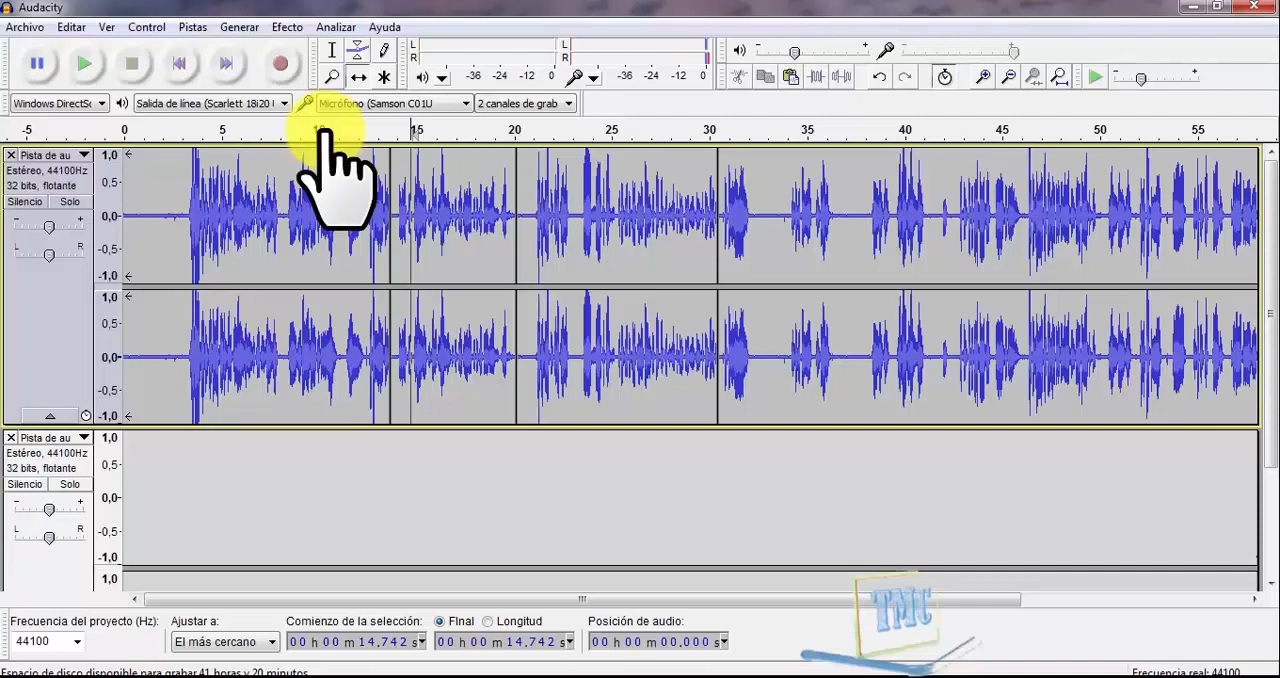 Audacity
Archivo Editar Ver Control Pistas Generar Efecto Analizar Ayuda
L L
R R
-36 -24 -12 0 -36 -24 -12 0
Windows DirectSo Salida de línea (Scarlett 18i20 U Micrófono (Samson C01U 2 canales de grab
-5 0 5 10 15 20 25 30 35 40 45 50 55
Pista de au
Estéreo, 44100Hz
32 bits, flotante
Silencio Solo
- +
L R
1,0
0,5
0,0
-0,5
-1,0
1,0
0,5
0,0
-0,5
-1,0
Pista de au
Estéreo, 44100Hz
32 bits, flotante
Silencio Solo
- +
L R
1,0
0,5
0,0
-0,5
-1,0
1,0
TMC
Frecuencia del proyecto (Hz): Ajustar a: Comienzo de la selección: FInal Longitud Posición de audio:
44100 El más cercano 00 h 00 m 14.742 s 00 h 00 m 14.742 s 00 h 00 m 00.000 s
Espacio de disco disponible para grabar 41 horas y 20 minutos. Frecuencia real: 44100